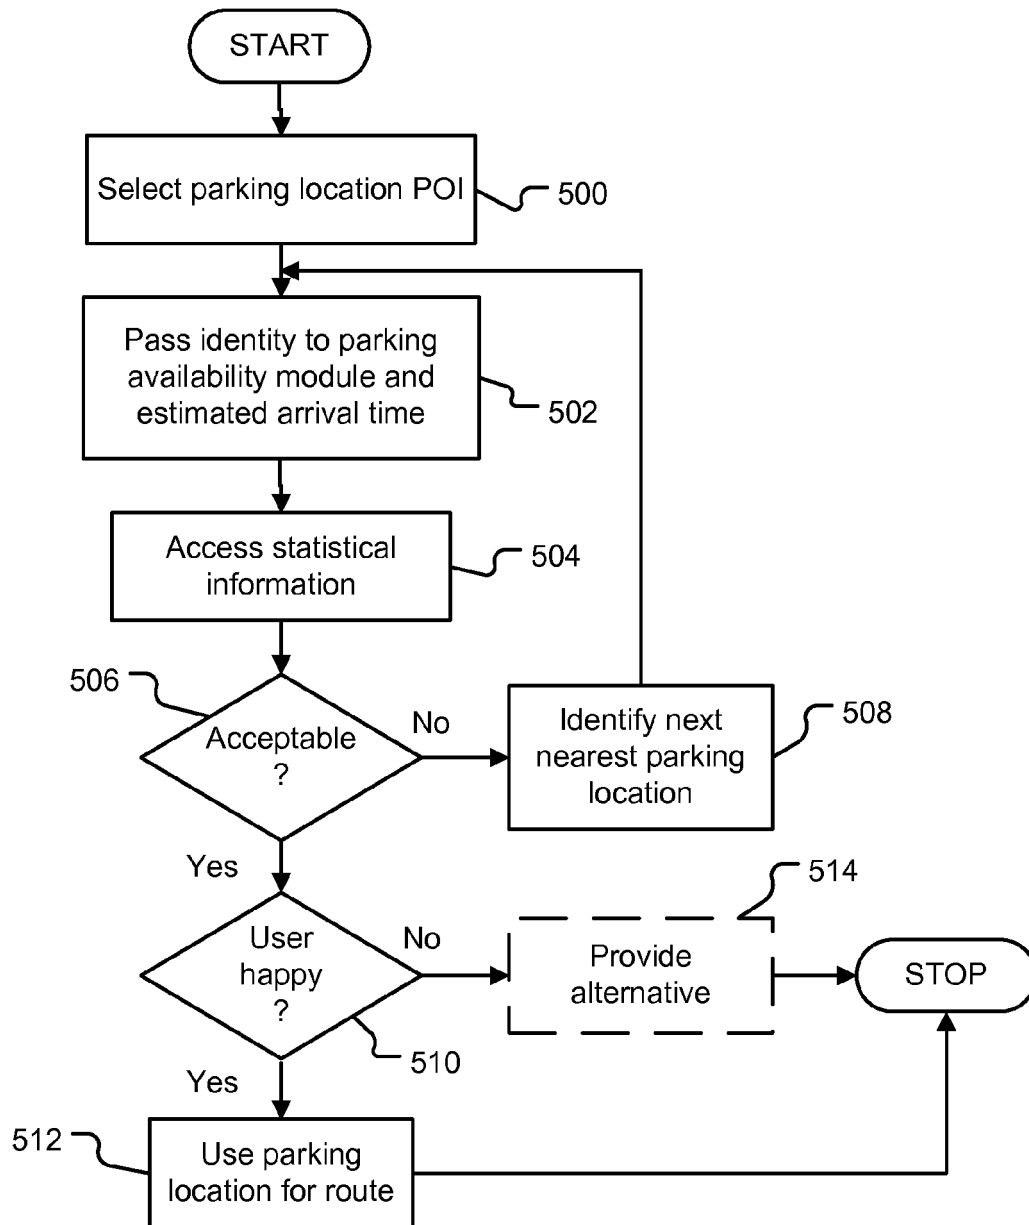 START
Select parking location POI
500
Pass identity to parking
availability module and
estimated arrival time
502
Access statistical
information
504
506
Acceptable
?
No
Identify next
nearest parking
location
508
Yes
User
happy
?
No
510
514
Provide
alternative
STOP
Yes
512
Use parking
location for route